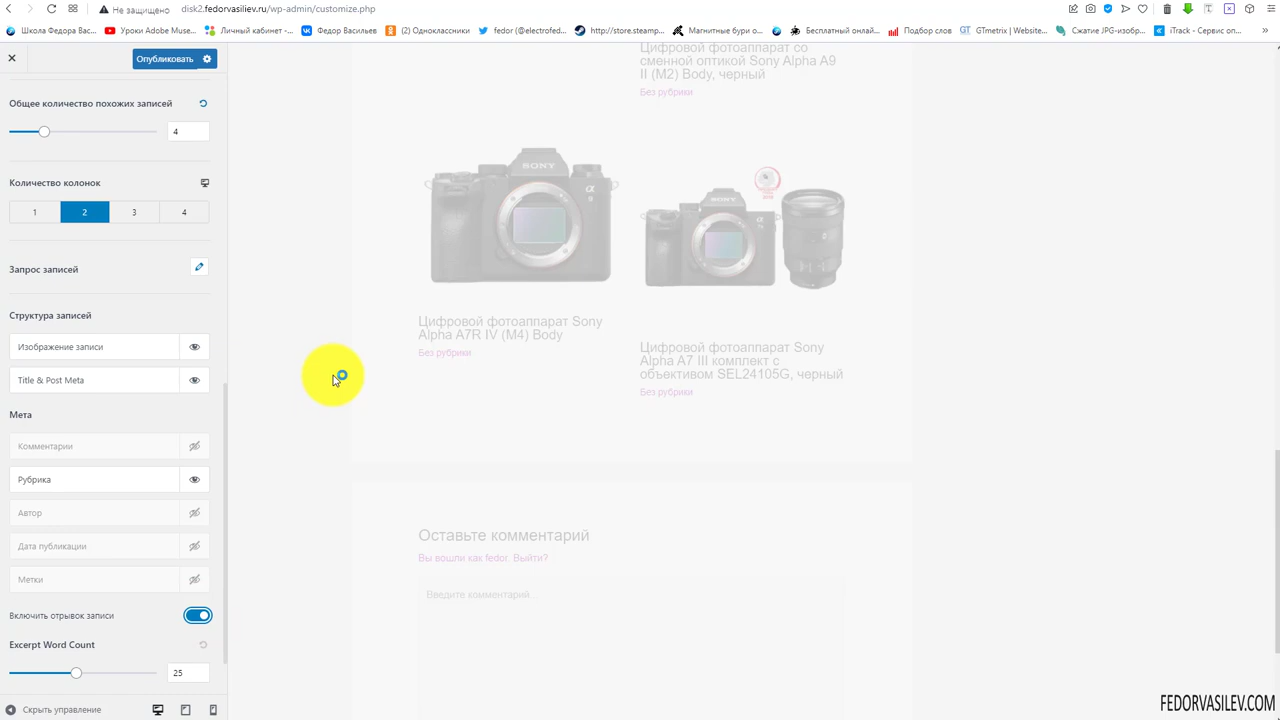 disk2.fedorvasiliev.ru/wp-admin/customize.php
Не защищено
Школа Федора Вас...
Уроки Adobe Muse...
Личный кабинет -...
Федор Васильев
(2) Одноклассники
fedor (@electrofed...
http://store.steamp...
Магнитные бури о...
Бесплатный онлай...
Подбор слов
GTmetrix | Website...
Сжатие JPG-изобр...
iTrack - Сервис оп...
Опубликовать
Общее количество похожих записей
4
Количество колонок
1 2 3 4
Запрос записей
Структура записей
Изображение записи
Title & Post Meta
Мета
Комментарии
Рубрика
Автор
Дата публикации
Метки
Включить отрывок записи
Excerpt Word Count
25
Скрыть управление
Цифровой фотоаппарат со
сменной оптикой Sony Alpha A9
II (M2) Body, черный
Без рубрики
SONY
Цифровой фотоаппарат Sony
Alpha A7R IV (M4) Body
Без рубрики
SONY
Цифровой фотоаппарат Sony
Alpha A7 III комплект с
объективом SEL24105G, черный
Без рубрики
Оставьте комментарий
Вы вошли как fedor. Выйти?
Введите комментарий...
FEDORVASILEV.COM